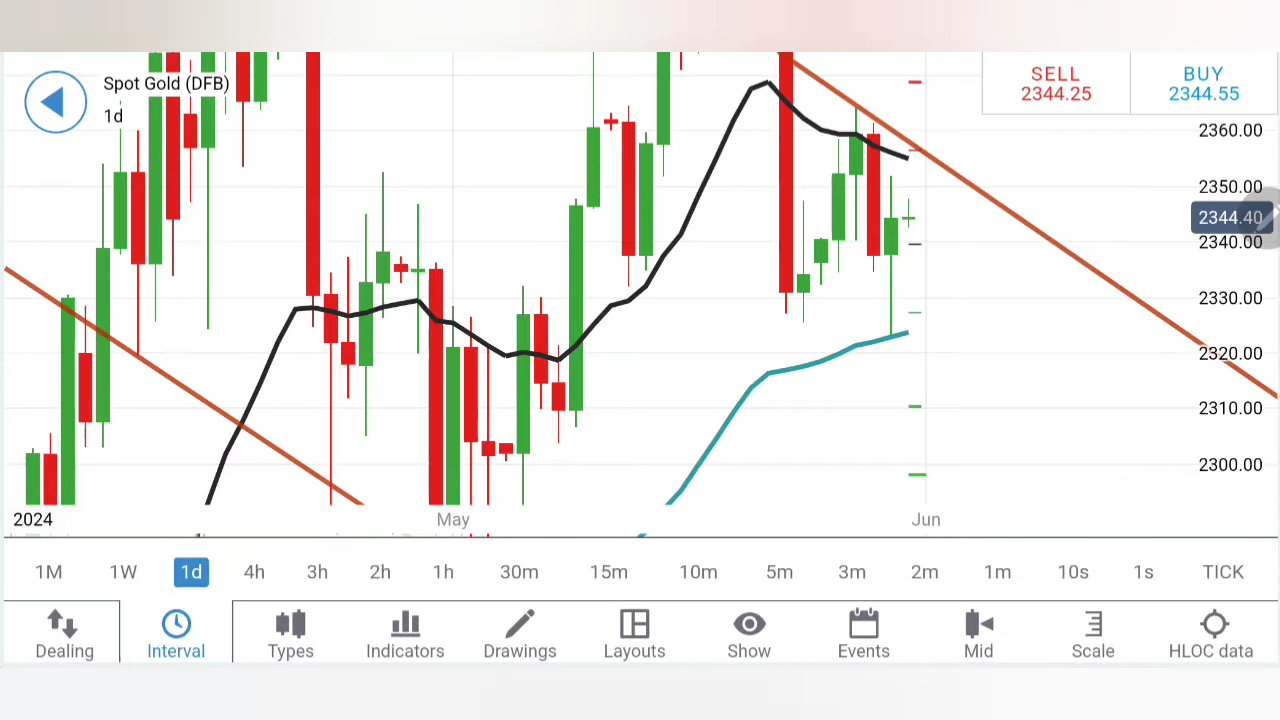 Spot Gold (DFB)
1d
SELL
2344.25
BUY
2344.55
2360.00
2350.00
2344.40
2340.00
2330.00
2320.00
2310.00
2300.00
2024
May
Jun
1M 1W 1d 4h 3h 2h 1h 30m 15m 10m 5m 3m 2m 1m 10s 1s TICK
Dealing Interval Types Indicators Drawings Layouts Show Events Mid Scale HLOC data